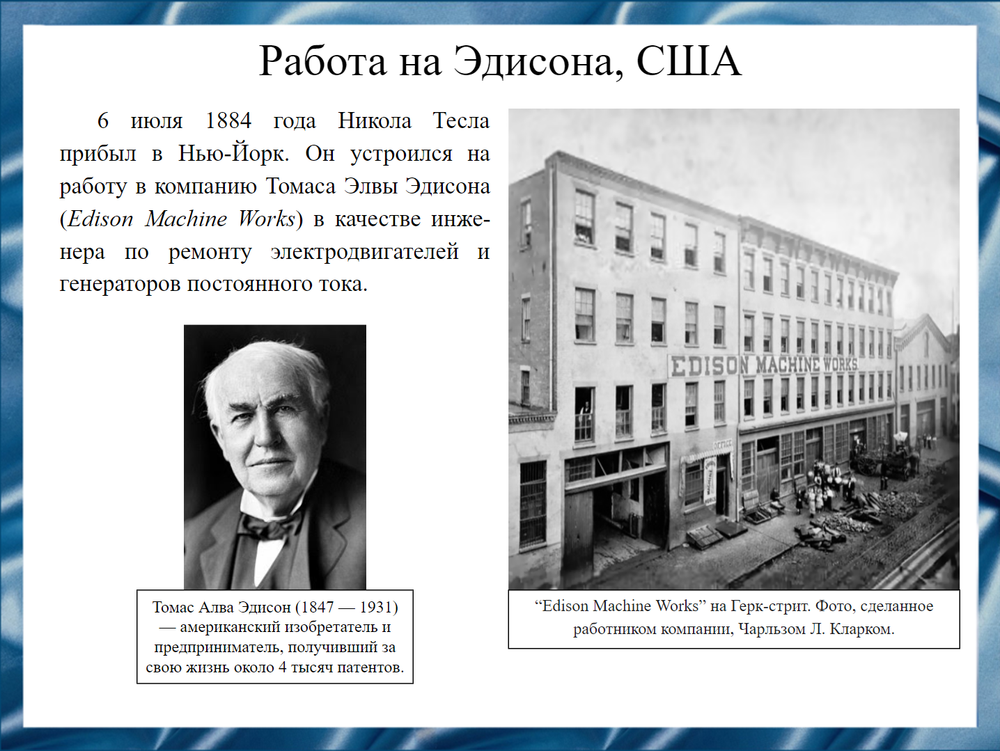 Работа на Эдисона, США
6 июля 1884 года Никола Тесла
прибыл в Нью-Йорк. Он устроился на
работу в компанию Томаса Элвы Эдисона
(Edison Machine Works) в качестве инже-
нера по ремонту электродвигателей и
генераторов постоянного тока.
EDISON MACHINE WORKS
OFFICE
Томас Алва Эдисон (1847 — 1931)
— американский изобретатель и
предприниматель, получивший за
свою жизнь около 4 тысяч патентов.
“Edison Machine Works” на Герк-стрит. Фото, сделанное
работником компании, Чарльзом Л. Кларком.